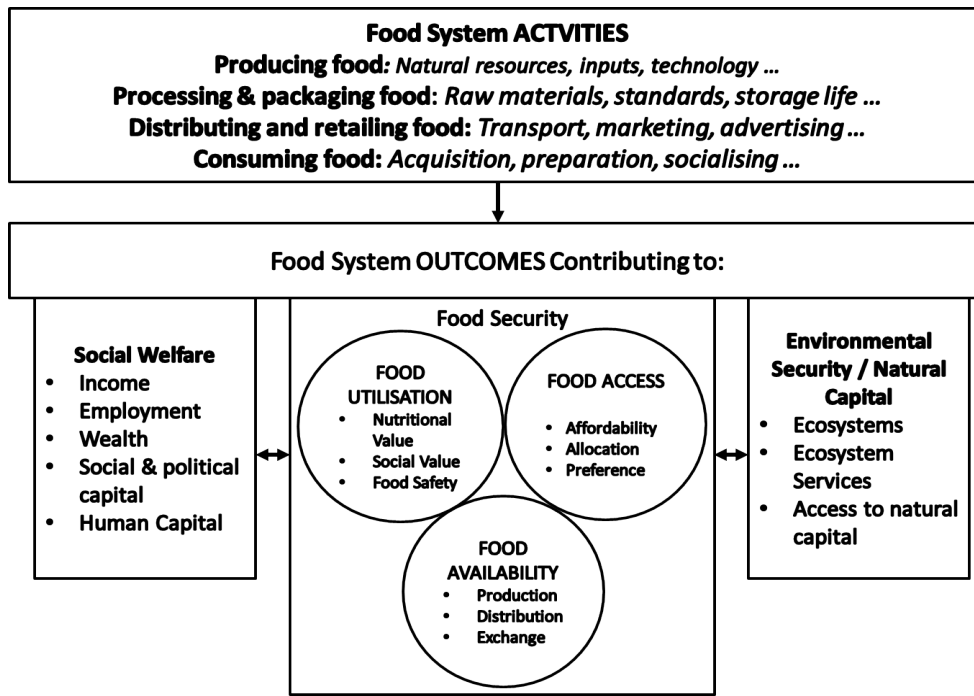 Food System ACTVITIES
Producing food: Natural resources, inputs, technology ...
Processing & packaging food: Raw materials, standards, storage life ...
Distributing and retailing food: Transport, marketing, advertising ...
Consuming food: Acquisition, preparation, socialising ...
Food System OUTCOMES Contributing to:
Social Welfare
• Income
• Employment
• Wealth
• Social & political
capital
• Human Capital
Food Security
FOOD
UTILISATION
• Nutritional
Value
• Social Value
• Food Safety
FOOD ACCESS
• Affordability
• Allocation
• Preference
FOOD
AVAILABILITY
• Production
• Distribution
• Exchange
Environmental
Security / Natural
Capital
• Ecosystems
• Ecosystem
Services
• Access to natural
capital